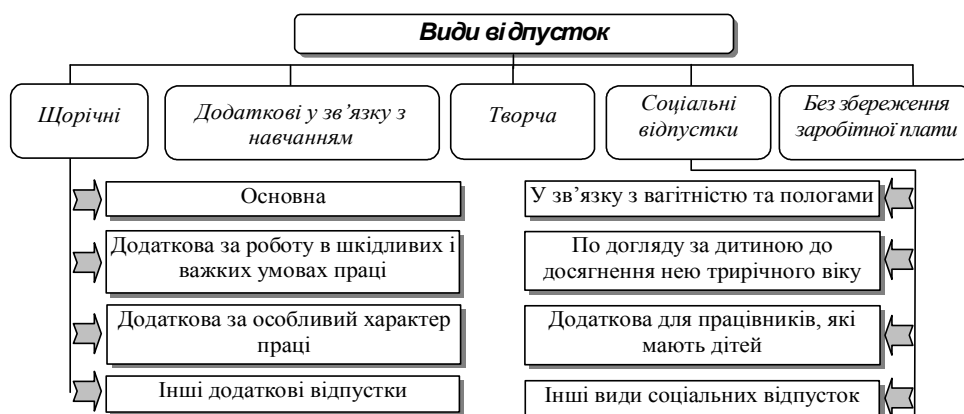 Види відпусток
Щорічні
Додаткові у зв’язку з
навчанням
Творча
Соціальні
відпустки
Без збереження
заробітної плати
Основна
Додаткова за роботу в шкідливих і
важких умовах праці
Додаткова за особливий характер
праці
Інші додаткові відпустки
У зв’язку з вагітністю та пологами
По догляду за дитиною до
досягнення нею трирічного віку
Додаткова для працівників, які
мають дітей
Інші види соціальних відпусток